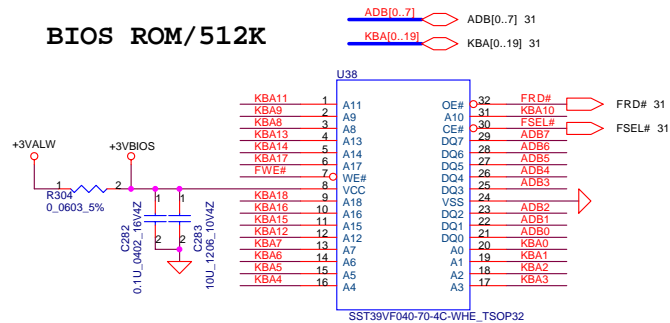 BIOS ROM/512K
ADB[0..7] ADB[0..7] 31
KBA[0..19] KBA[0..19] 31
U38
KBA11 1 A11 OE# 32 FRD# FRD# 31
KBA9 2 A9 A10 31 KBA10
KBA8 3 A8 CE# 30 FSEL# FSEL# 31
KBA13 4 A13 DQ7 29 ADB7
KBA14 5 A14 DQ6 28 ADB6
+3VALW +3VBIOS KBA17 6 A17 DQ5 27 ADB5
FWE# 7 WE# DQ4 26 ADB4
1 2 8 VCC DQ3 25 ADB3
R304 KBA18 9 A18 VSS 24
0_0603_5% 1 1 KBA16 10 A16 DQ2 23 ADB2
KBA15 11 A15 DQ1 22 ADB1
2 2 KBA12 12 A12 DQ0 21 ADB0
KBA7 13 A7 A0 20 KBA0
KBA6 14 A6 A1 19 KBA1
KBA5 15 A5 A2 18 KBA2
KBA4 16 A4 A3 17 KBA3
C282
0.1U_0402_16V4Z
C283
10U_1206_10V4Z
SST39VF040-70-4C-WHE_TSOP32